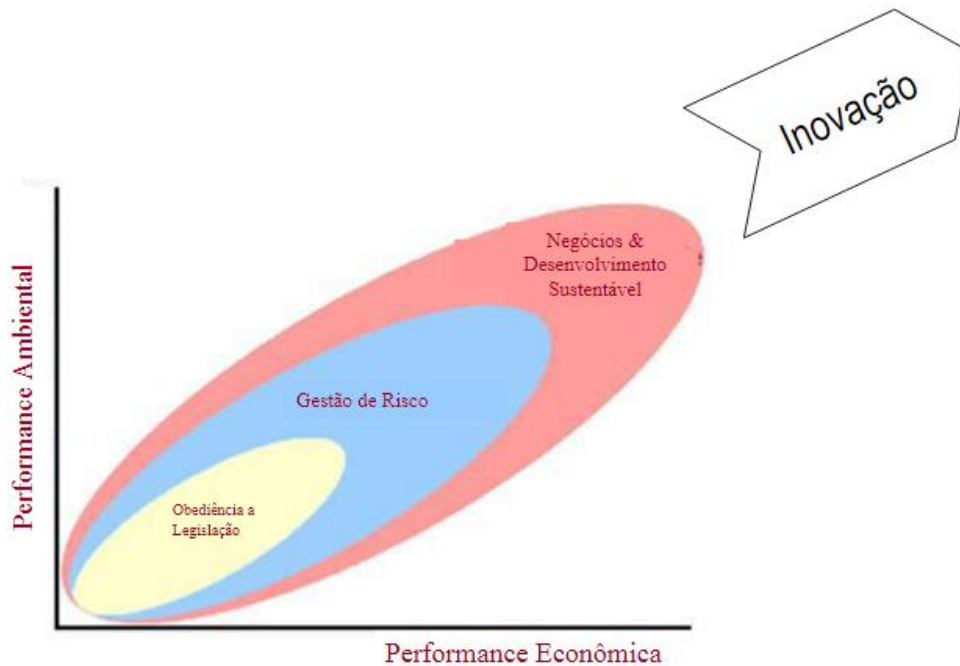 Inovação
Negócios &
Desenvolvimento
Sustentável
Performance Ambiental
Gestão de Risco
Obediência a
Legislação
Performance Econômica